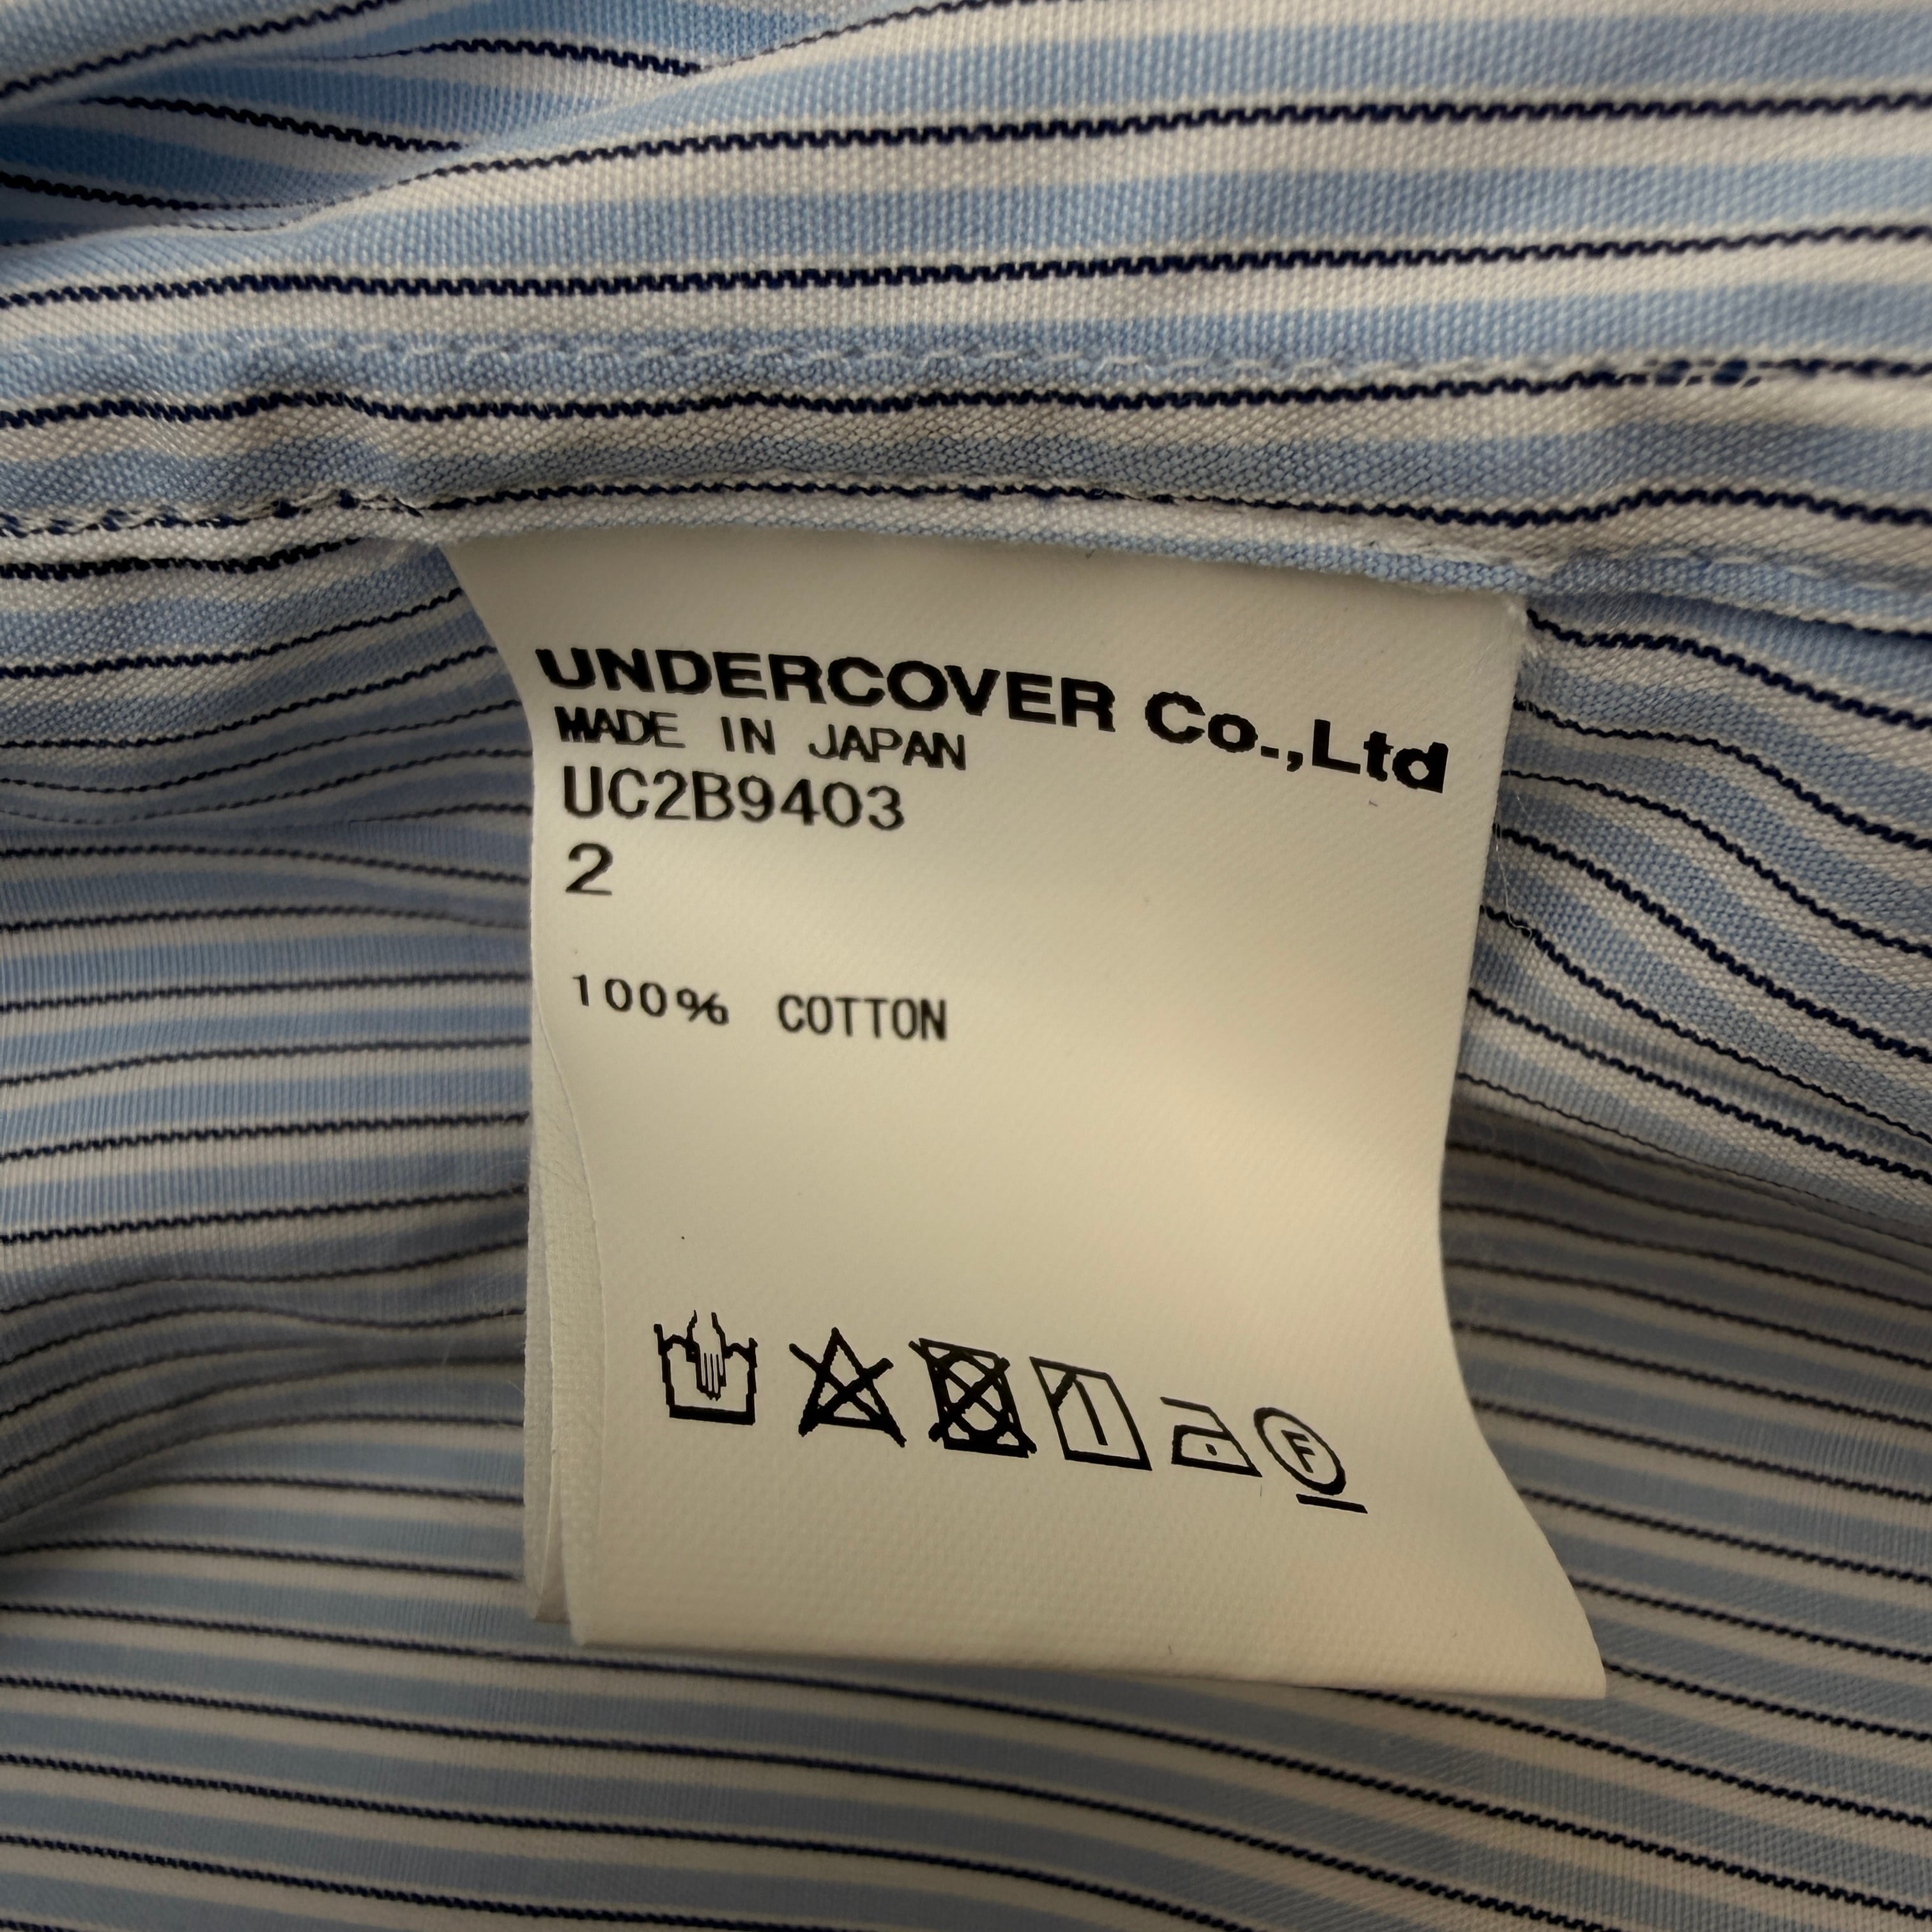 UNDERCOVER Co.,Ltd
MADE IN JAPAN
UC2B9403
2
100% COTTON
F